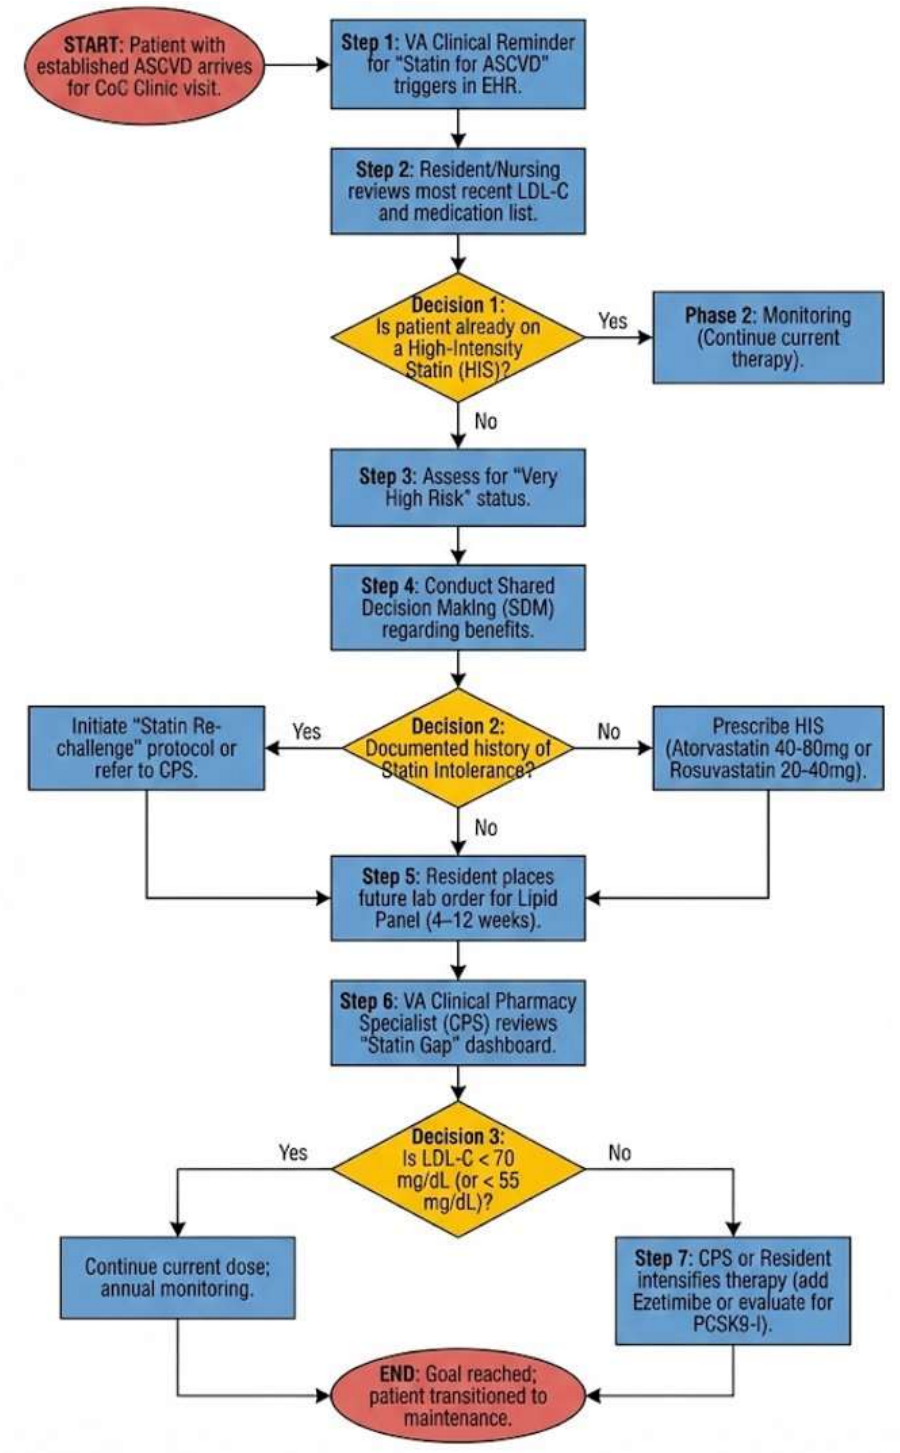 START: Patient with
established ASCVD arrives
for CoC Clinic visit.
Step 1: VA Clinical Reminder
for “Statin for ASCVD”
triggers in EHR.
Step 2: Resident/Nursing
reviews most recent LDL-C
and medication list.
Decision 1:
Is patient already on
a High-Intensity
Statin (HIS)?
Yes
Phase 2: Monitoring
(Continue current
therapy).
No
Step 3: Assess for “Very
High Risk” status.
Step 4: Conduct Shared
Decision Making (SDM)
regarding benefits.
Decision 2:
Documented history of
Statin Intolerance?
Yes
Initiate “Statin Re-
challenge” protocol or
refer to CPS.
No
Prescribe HIS
(Atorvastatin 40-80mg or
Rosuvastatin 20-40mg).
No
Step 5: Resident places
future lab order for Lipid
Panel (4–12 weeks).
Step 6: VA Clinical Pharmacy
Specialist (CPS) reviews
"Statin Gap” dashboard.
Decision 3:
Is LDL-C < 70
mg/dL (or < 55
mg/dL)?
Yes
No
Continue current dose;
annual monitoring.
Step 7: CPS or Resident
intensifies therapy (add
Ezetimibe or evaluate for
PCSK9-I).
END: Goal reached;
patient transitioned to
maintenance.